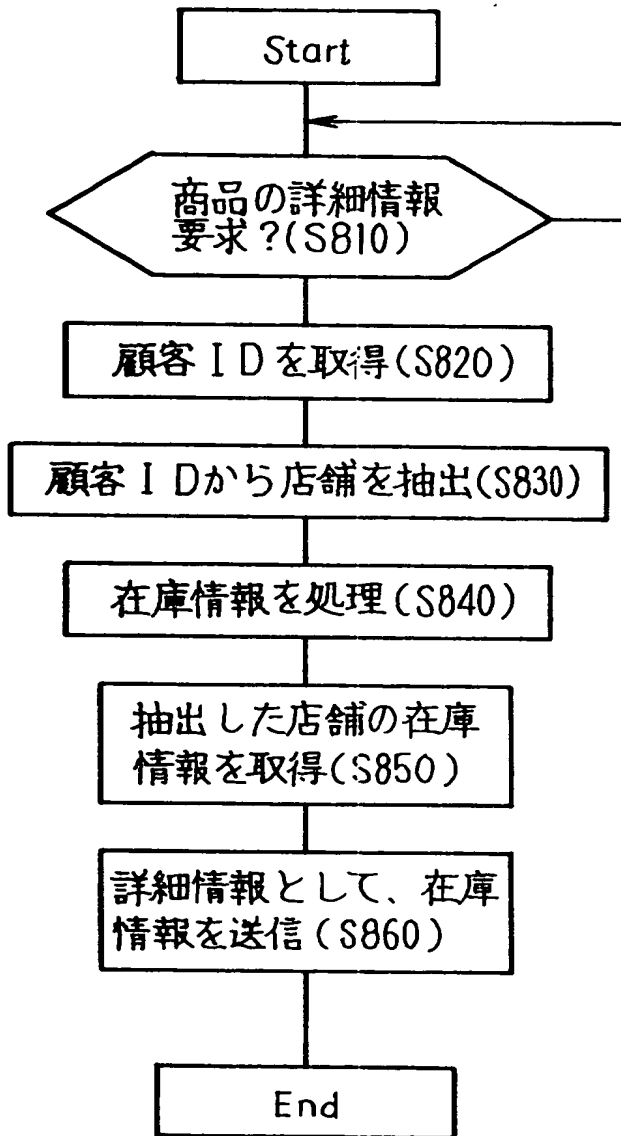 Start
商品の詳細情報
要求?(S810)
顧客IDを取得(S820)
顧客IDから店舗を抽出(S830)
在庫情報を処理(S840)
抽出した店舗の在庫
情報を取得(S850)
詳細情報として、在庫
情報を送信(S860)
End